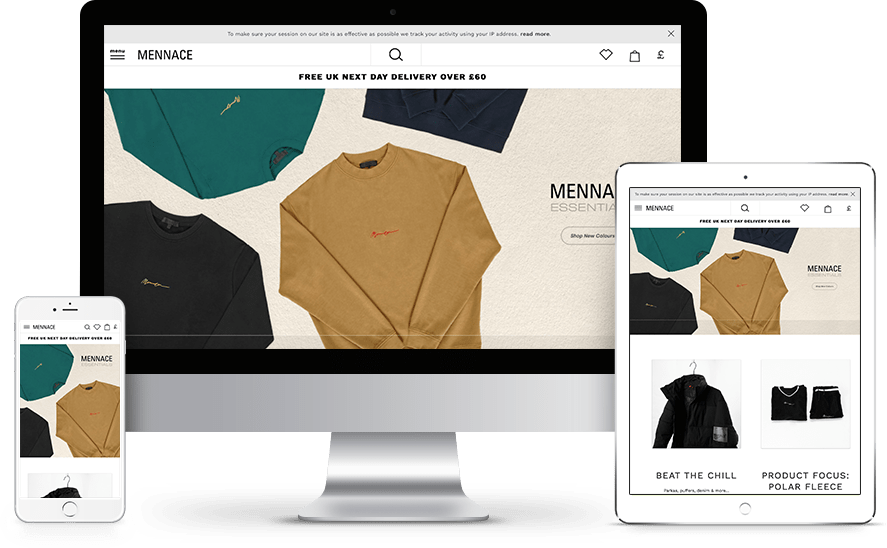 To make sure your session on our site is as effective as possible we track your activity using your IP address, read more.
menu
MENNACE
£
FREE UK NEXT DAY DELIVERY OVER £60
MENNA
ESSENTIA
Shop New Colours
To make sure your session on our site is as effective as possible we track your activity using your IP address, read more
MENNACE
£
FREE UK NEXT DAY DELIVERY OVER £60
MENNACE
ESSENTIALS
BEAT THE CHILL
Parkas, puffers, denim & more...
PRODUCT FOCUS:
POLAR FLEECE
MENNACE
£
FREE UK NEXT DAY DELIVERY OVER £60
MENNACE
ESSENTIALS